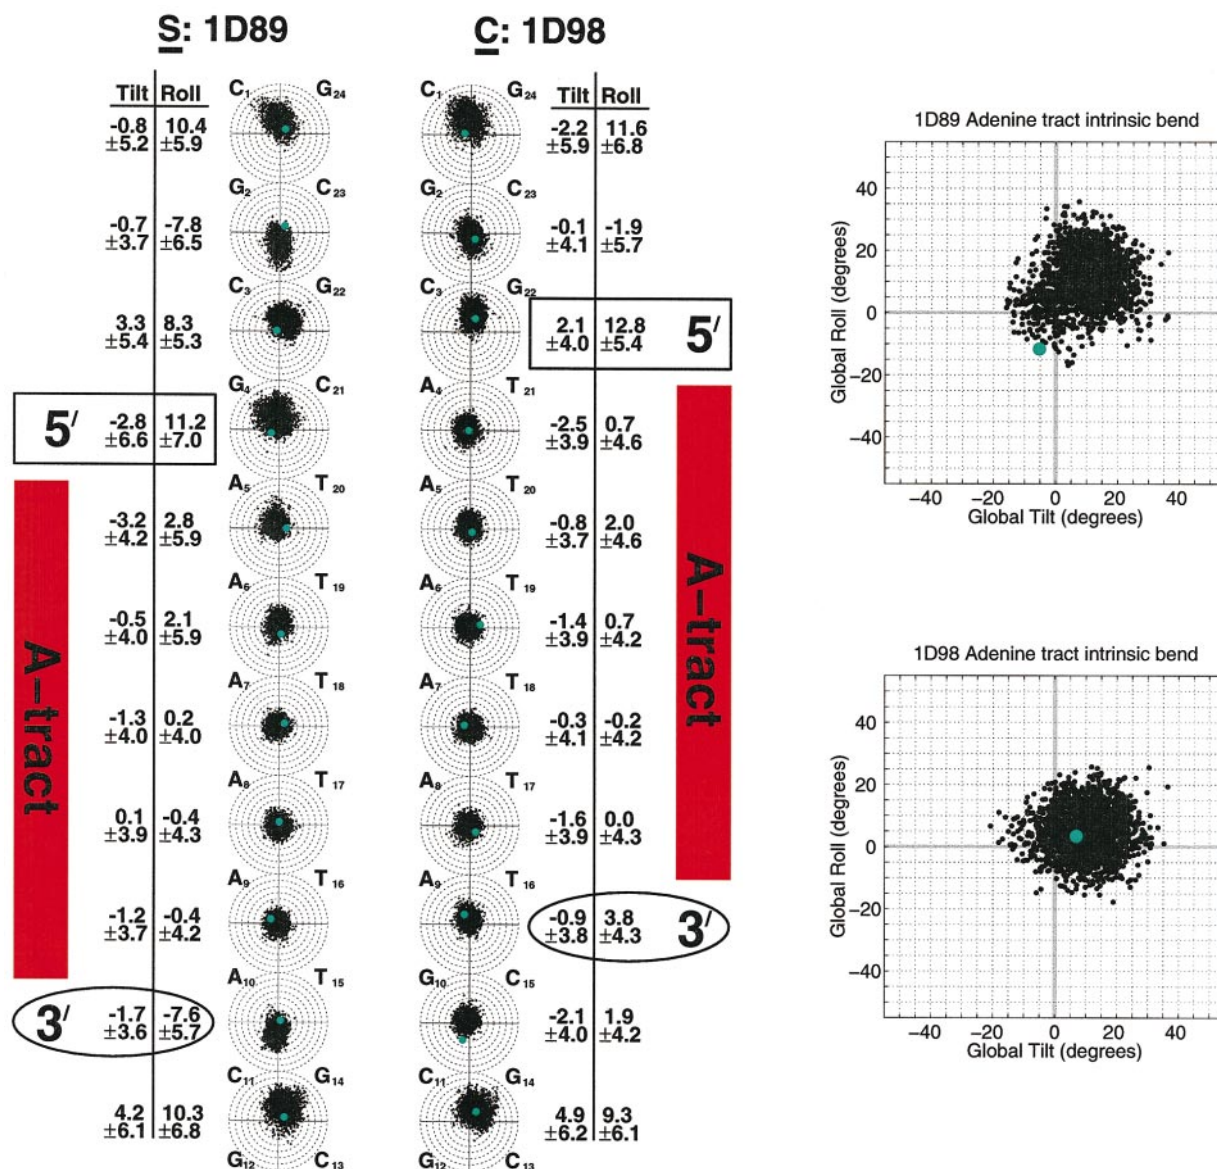 S: 1D89
C: 1D98
Tilt Roll
Tilt Roll
C1 G24
C1 G24
-0.8 10.4
±5.2 ±5.9
-2.2 11.6
±5.9 ±6.8
G2 C23
G2 C23
-0.7 -7.8
±3.7 ±6.5
-0.1 -1.9
±4.1 ±5.7
C3 G22
C3 G22
3.3 8.3
±5.4 ±5.3
2.1 12.8 5′
±4.0 ±5.4
G4 C21
A4 T21
5′ -2.8 11.2
±6.6 ±7.0
-2.5 0.7
±3.9 ±4.6
A5 T20
A5 T20
-3.2 2.8
±4.2 ±5.9
-0.8 2.0
±3.7 ±4.6
A6 T19
A6 T19
-0.5 2.1
±4.0 ±5.9
-1.4 0.7
±3.9 ±4.2
A-tract
A-tract
A7 T18
A7 T18
-1.3 0.2
±4.0 ±4.0
-0.3 -0.2
±4.1 ±4.2
A8 T17
A8 T17
0.1 -0.4
±3.9 ±4.3
-1.6 0.0
±3.9 ±4.3
A9 T16
A9 T16
-1.2 -0.4
±3.7 ±4.2
-0.9 3.8 3′
±3.8 ±4.3
A10 T15
G10 C15
3′ -1.7 -7.6
±3.6 ±5.7
-2.1 1.9
±4.0 ±4.2
C11 G14
C11 G14
4.2 10.3
±6.1 ±6.8
4.9 9.3
±6.2 ±6.1
G12 C13
G12 C13
1D89 Adenine tract intrinsic bend
Global Roll (degrees)
40
20
0
-20
-40
-40 -20 0 20 40
Global Tilt (degrees)
1D98 Adenine tract intrinsic bend
Global Roll (degrees)
40
20
0
-20
-40
-40 -20 0 20 40
Global Tilt (degrees)